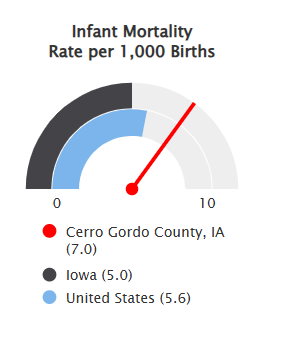 Infant Mortality
Rate per 1,000 Births
0 10
Cerro Gordo County, IA
(7.0)
Iowa (5.0)
United States (5.6)